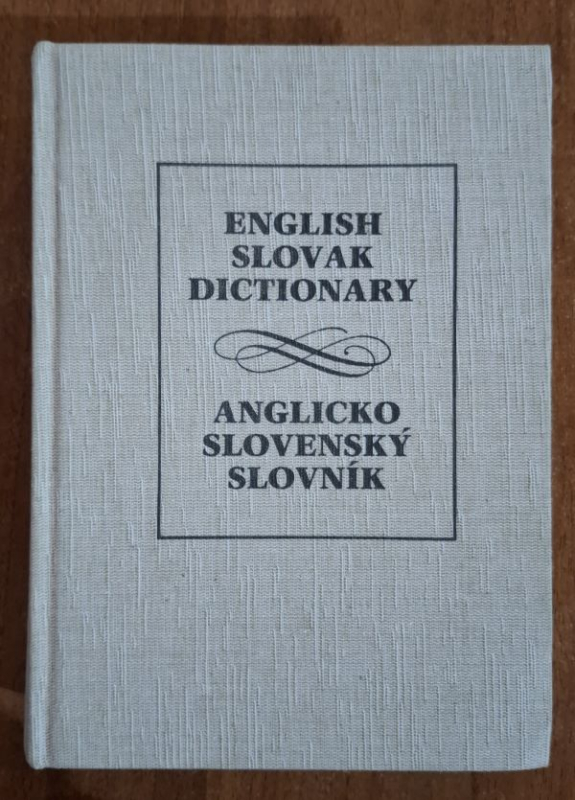 ENGLISH
SLOVAK
DICTIONARY
ANGLICKO
SLOVENSKÝ
SLOVNÍK